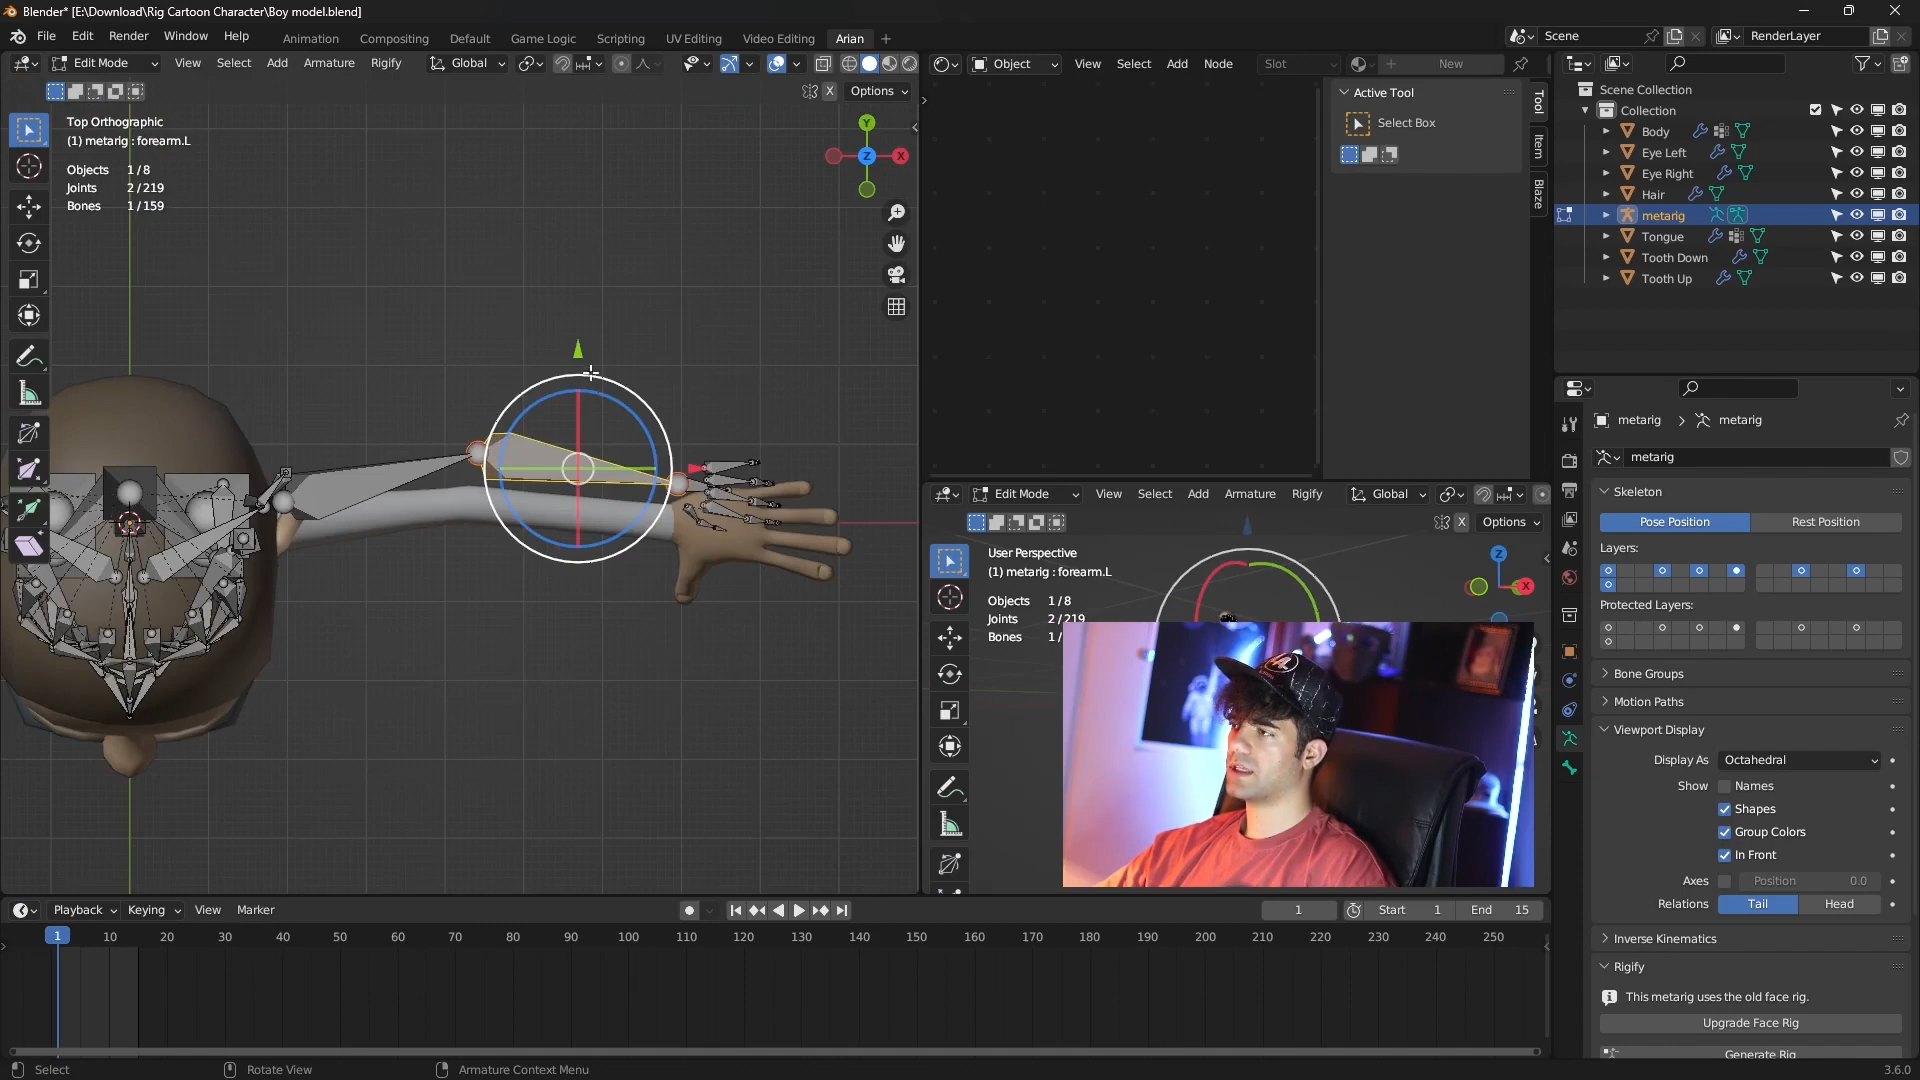 Blender* [E:\Download\Rig Cartoon Character\Boy model.blend]
File Edit Render Window Help Animation Compositing Default Game Logic Scripting UV Editing Video Editing Arian Scene RenderLayer
Edit Mode View Select Add Armature Rigify Global
X Options
Top Orthographic
(1) metarig : forearm.L
Objects 1/8
Joints 2/219
Bones 1/159
Y
Z
X
Object View Select Add Node Slot New
Active Tool
Select Box
Tool
Item
Blaze
Edit Mode View Select Add Armature Rigify Global
X Options
User Perspective
(1) metarig : forearm.L
Objects 1/8
Joints 2/219
Bones 1/
Z
X
Scene Collection
Collection
Body
Eye Left
Eye Right
Hair
metarig
Tongue
Tooth Down
Tooth Up
metarig metarig
metarig
Skeleton
Pose Position Rest Position
Layers:
Protected Layers:
Bone Groups
Motion Paths
Viewport Display
Display As Octahedral
Show Names
Shapes
Group Colors
In Front
Axes Position 0.0
Relations Tail Head
Inverse Kinematics
Rigify
This metarig uses the old face rig.
Upgrade Face Rig
Generate Rig
Playback Keying View Marker 1 Start 1 End 15
1 10 20 30 40 50 60 70 80 90 100 110 120 130 140 150 160 170 180 190 200 210 220 230 240 250
Select Rotate View Armature Context Menu 3.6.0